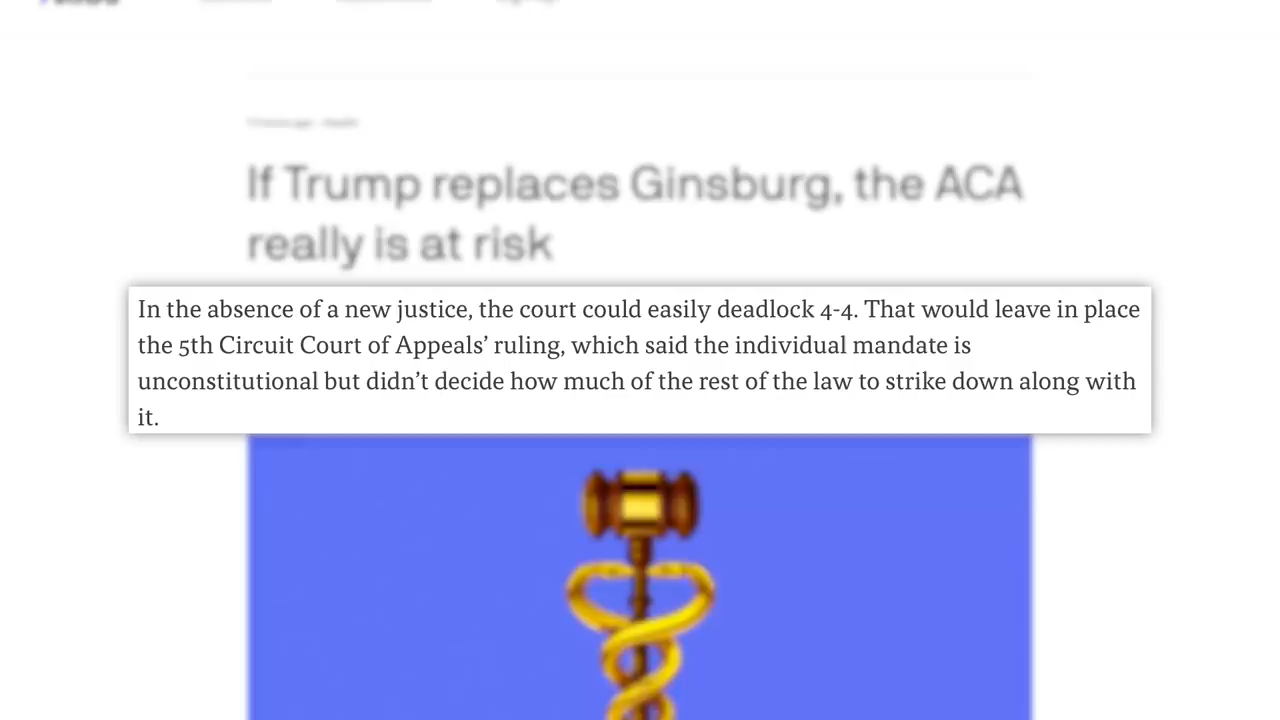 If Trump replaces Ginsburg, the ACA
really is at risk
In the absence of a new justice, the court could easily deadlock 4-4. That would leave in place
the 5th Circuit Court of Appeals’ ruling, which said the individual mandate is
unconstitutional but didn’t decide how much of the rest of the law to strike down along with
it.